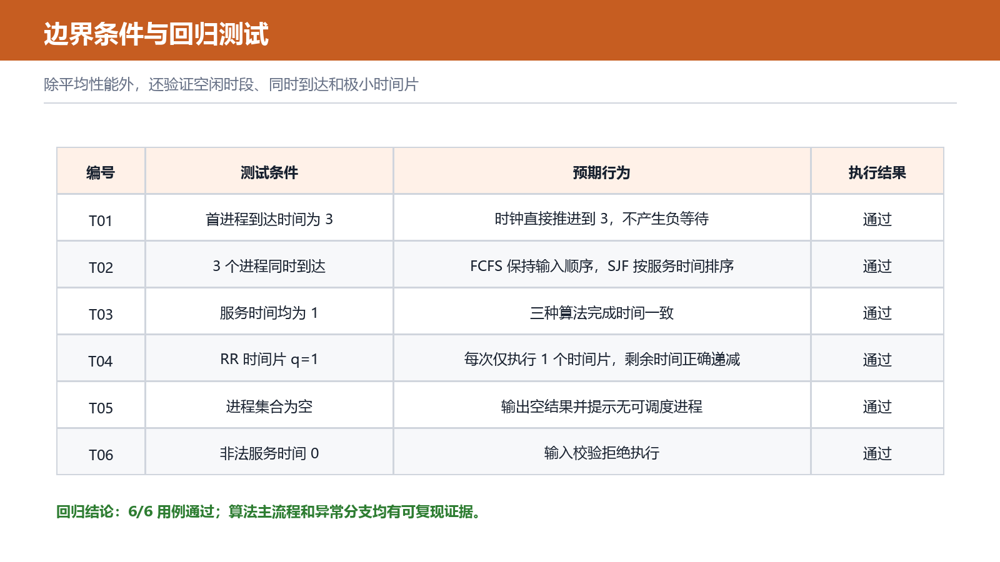 边界条件与回归测试
除平均性能外，还验证空闲时段、同时到达和极小时间片
编号 测试条件 预期行为 执行结果
T01 首进程到达时间为 3 时钟直接推进到 3，不产生负等待 通过
T02 3 个进程同时到达 FCFS 保持输入顺序，SJF 按服务时间排序 通过
T03 服务时间均为 1 三种算法完成时间一致 通过
T04 RR 时间片 q=1 每次仅执行 1 个时间片，剩余时间正确递减 通过
T05 进程集合为空 输出空结果并提示无可调度进程 通过
T06 非法服务时间 0 输入校验拒绝执行 通过
回归结论：6/6 用例通过；算法主流程和异常分支均有可复现证据。